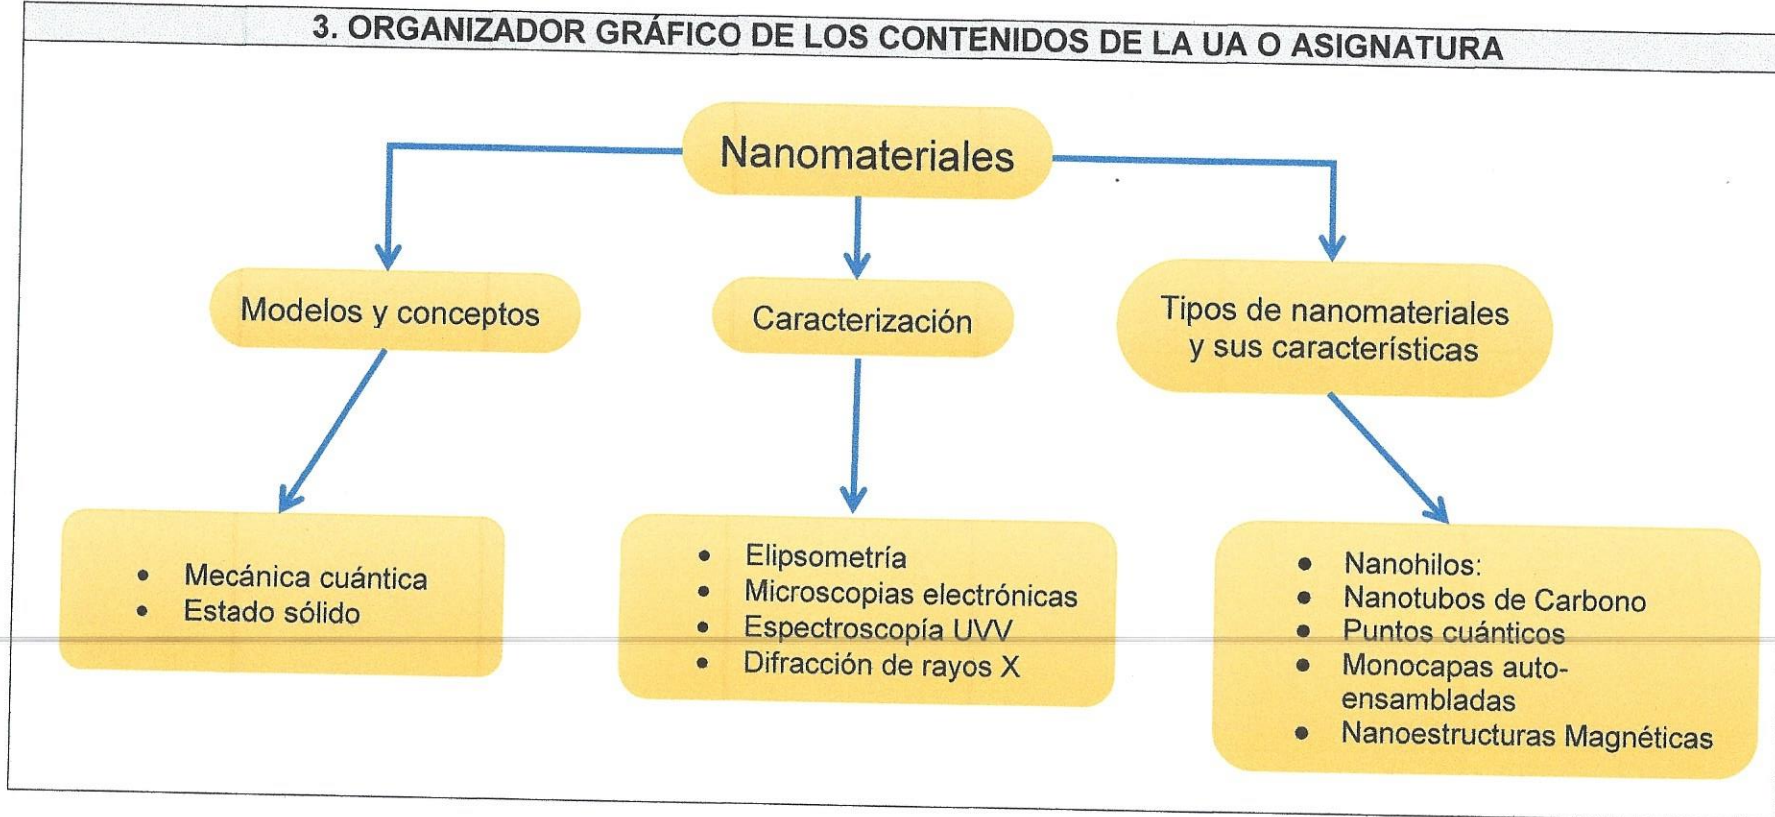 3. ORGANIZADOR GRÁFICO DE LOS CONTENIDOS DE LA UA O ASIGNATURA
Nanomateriales
Modelos y conceptos
Caracterización
Tipos de nanomateriales
y sus características
• Mecánica cuántica
• Estado sólido
• Elipsometría
• Microscopias electrónicas
• Espectroscopía UVV
• Difracción de rayos X
• Nanohilos:
• Nanotubos de Carbono
• Puntos cuánticos
• Monocapas auto-
ensambladas
• Nanoestructuras Magnéticas